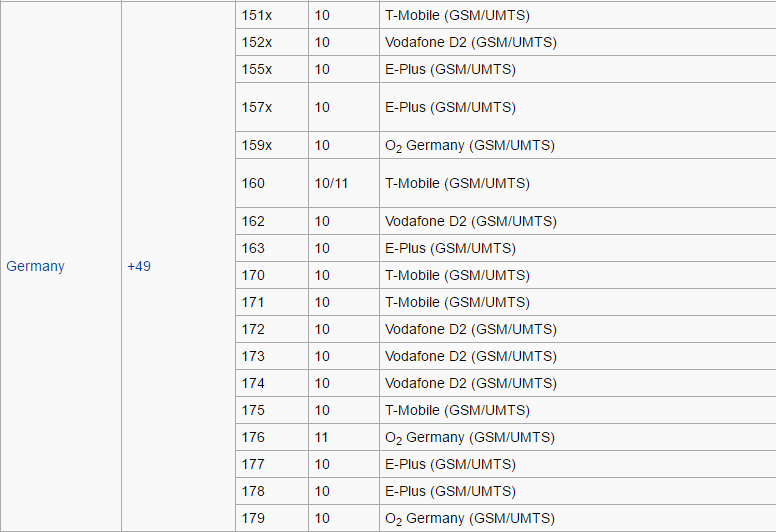 151x 10 T-Mobile (GSM/UMTS)
152x 10 Vodafone D2 (GSM/UMTS)
155x 10 E-Plus (GSM/UMTS)
157x 10 E-Plus (GSM/UMTS)
159x 10 O2 Germany (GSM/UMTS)
160 10/11 T-Mobile (GSM/UMTS)
162 10 Vodafone D2 (GSM/UMTS)
163 10 E-Plus (GSM/UMTS)
Germany +49
170 10 T-Mobile (GSM/UMTS)
171 10 T-Mobile (GSM/UMTS)
172 10 Vodafone D2 (GSM/UMTS)
173 10 Vodafone D2 (GSM/UMTS)
174 10 Vodafone D2 (GSM/UMTS)
175 10 T-Mobile (GSM/UMTS)
176 11 O2 Germany (GSM/UMTS)
177 10 E-Plus (GSM/UMTS)
178 10 E-Plus (GSM/UMTS)
179 10 O2 Germany (GSM/UMTS)